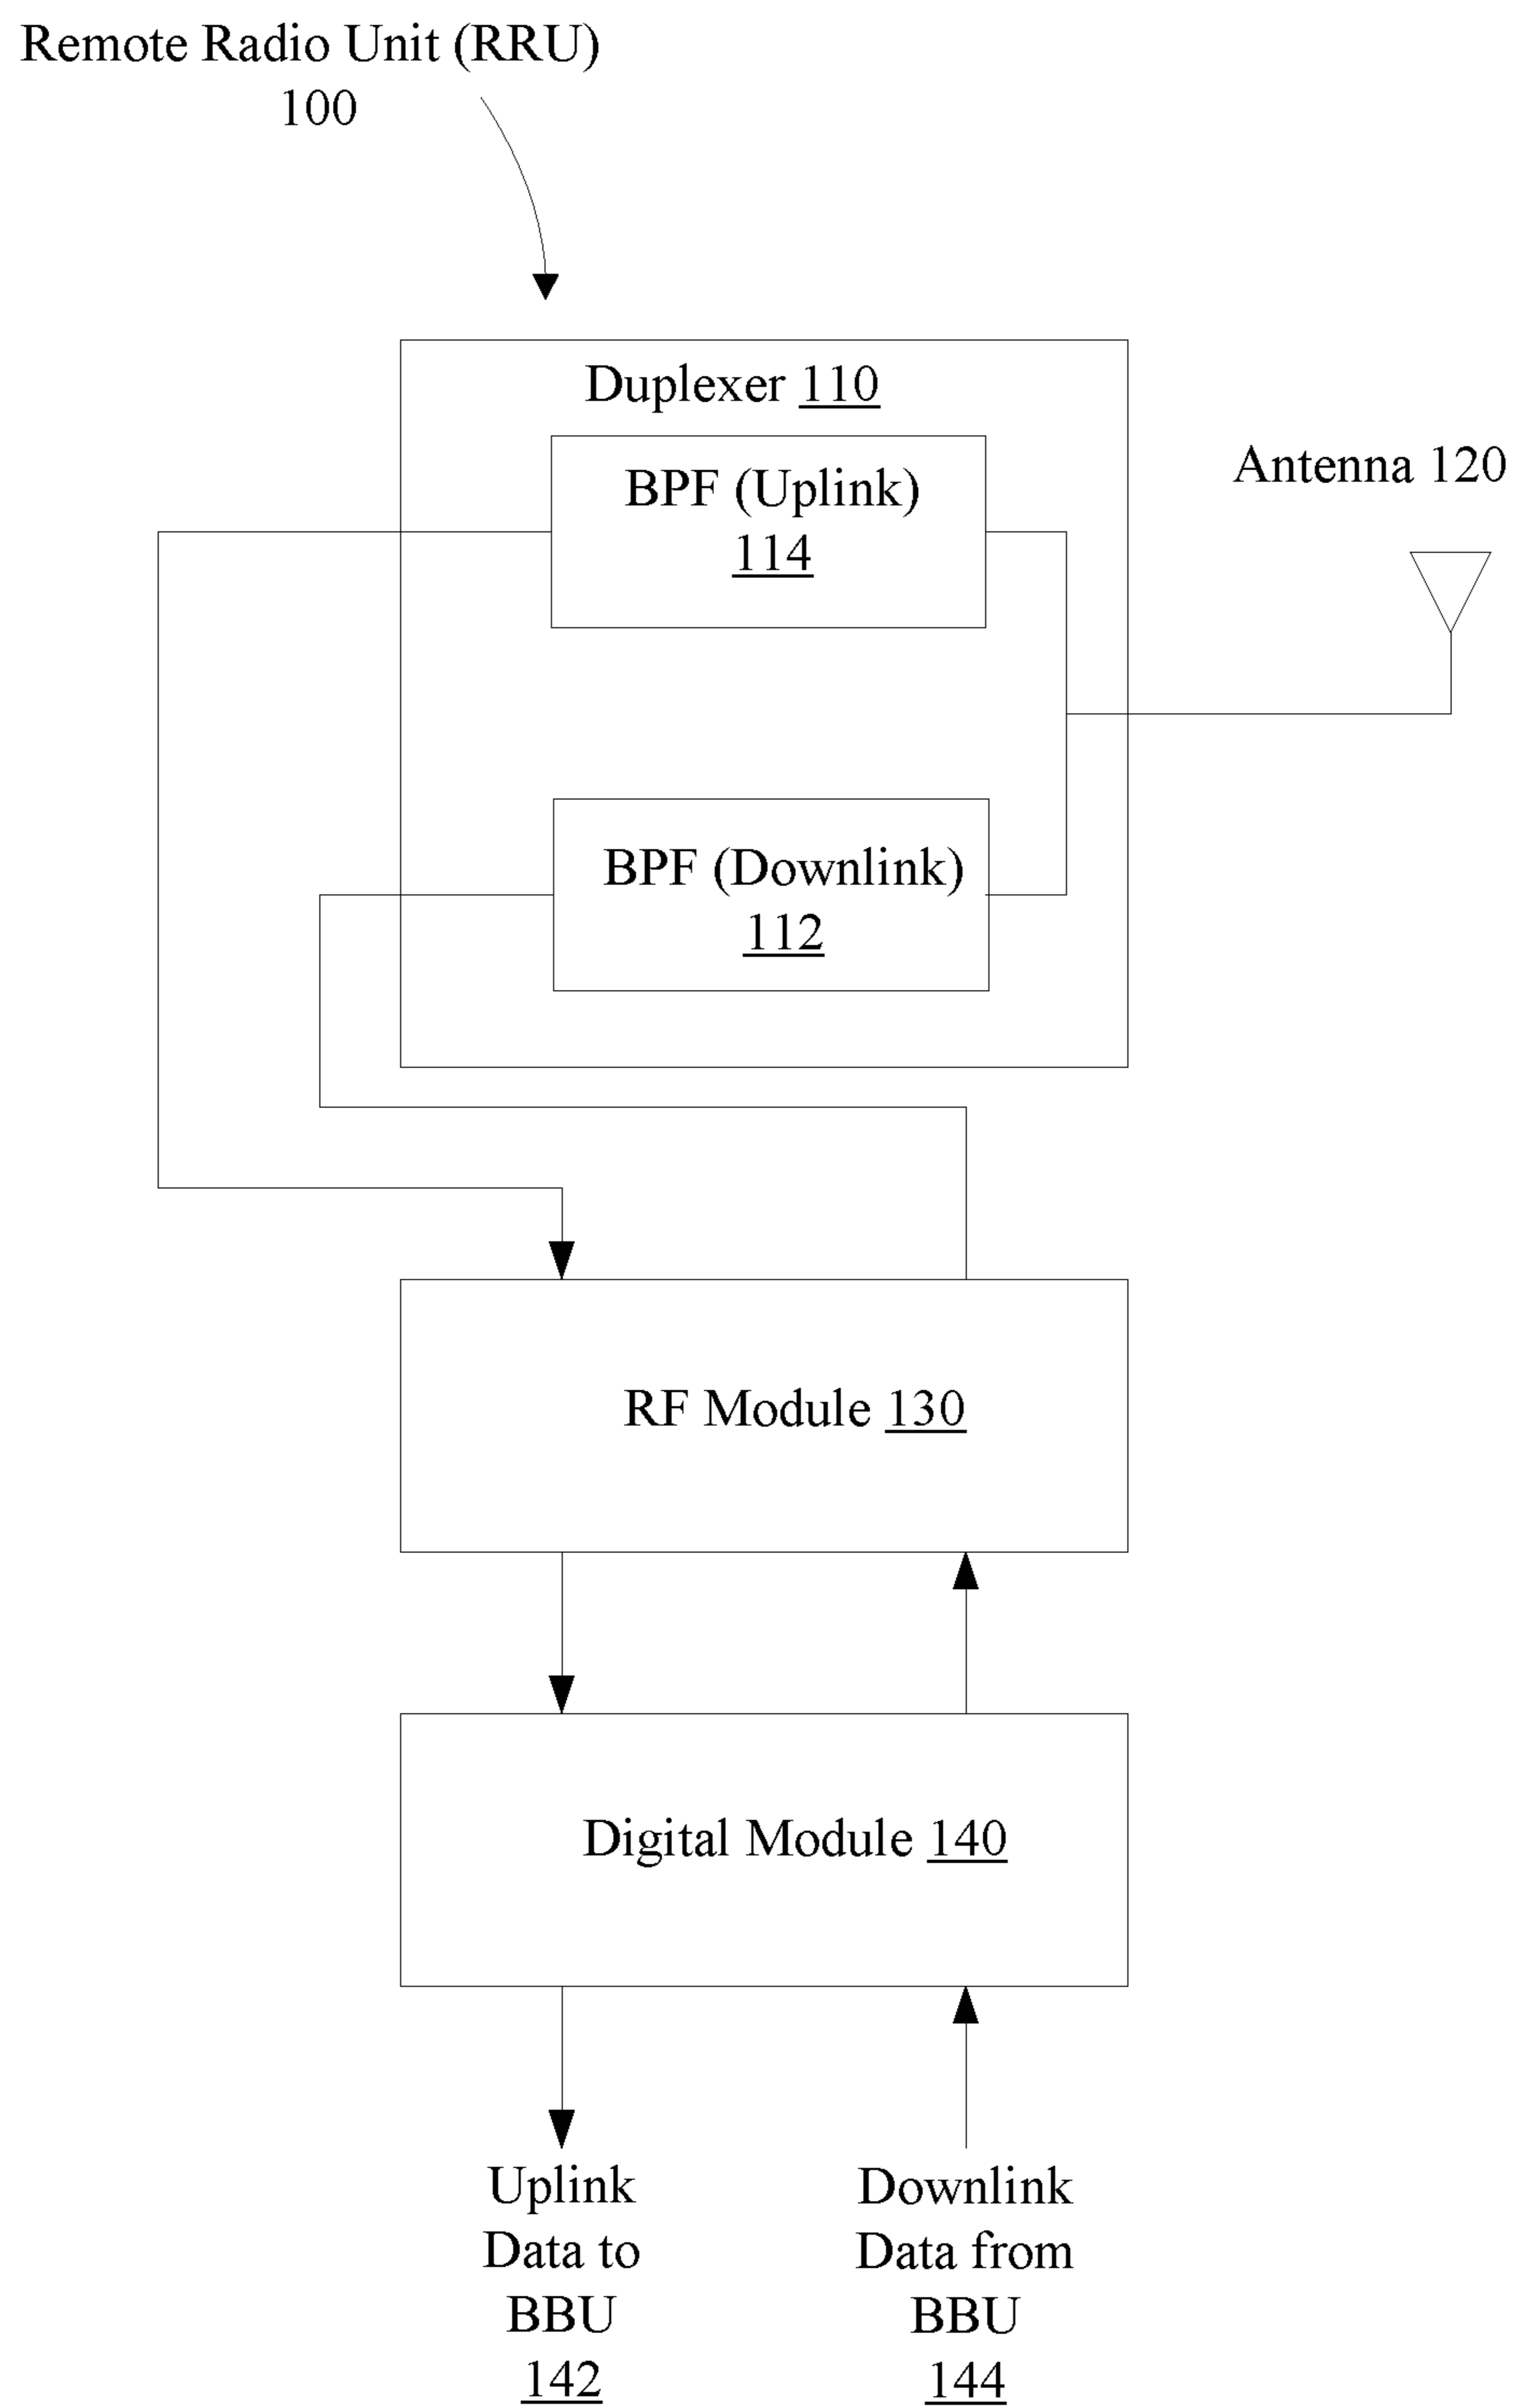 Remote Radio Unit (RRU)
100
Duplexer 110
BPF (Uplink)
114
Antenna 120
BPF (Downlink)
112
RF Module 130
Digital Module 140
Uplink
Data to
BBU
142
Downlink
Data from
BBU
144